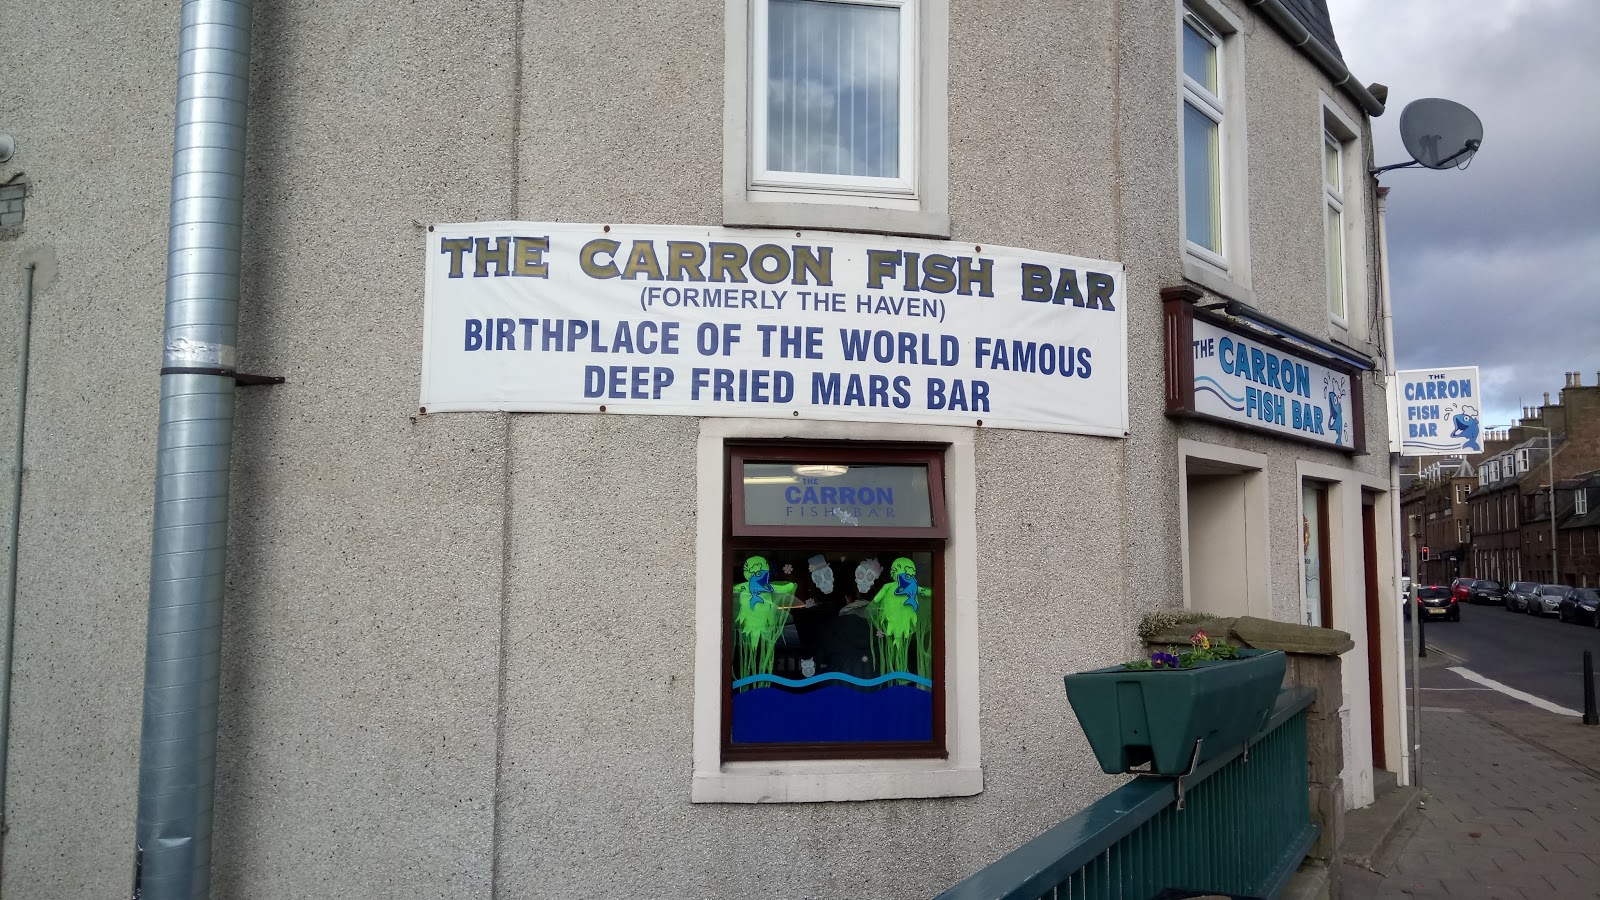 THE CARRON FISH BAR
(FORMERLY THE HAVEN)
BIRTHPLACE OF THE WORLD FAMOUS
DEEP FRIED MARS BAR
THE CARRON
FISH BAR
THE
CARRON
FISH
BAR
THE
CARRON
FISH BAR